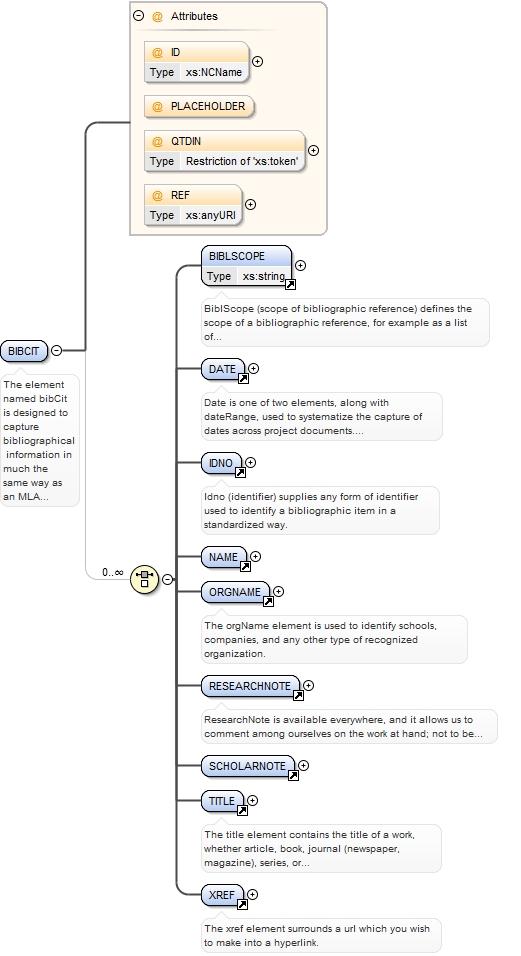 Attributes
@ ID
Type xs:NCName
@ PLACEHOLDER
@ QTDIN
Type Restriction of 'xs:token'
@ REF
Type xs:anyURI
BIBCIT
The element
named bibCit
is designed to
capture
bibliographical
information in
much the
same way as
an MLA...
0..∞
BIBLSCOPE
Type xs:string
BiblScope (scope of bibliographic reference) defines the
scope of a bibliographic reference, for example as a list
of...
DATE
Date is one of two elements, along with
dateRange, used to systematize the capture of
dates across project documents....
IDNO
Idno (identifier) supplies any form of identifier
used to identify a bibliographic item in a
standardized way.
NAME
ORGNAME
The orgName element is used to identify schools,
companies, and any other type of recognized
organization.
RESEARCHNOTE
ResearchNote is available everywhere, and it allows us to
comment among ourselves on the work at hand; not to be...
SCHOLARNOTE
TITLE
The title element contains the title of a work,
whether article, book, journal (newspaper,
magazine), series, or...
XREF
The xref element surrounds a url which you wish
to make into a hyperlink.